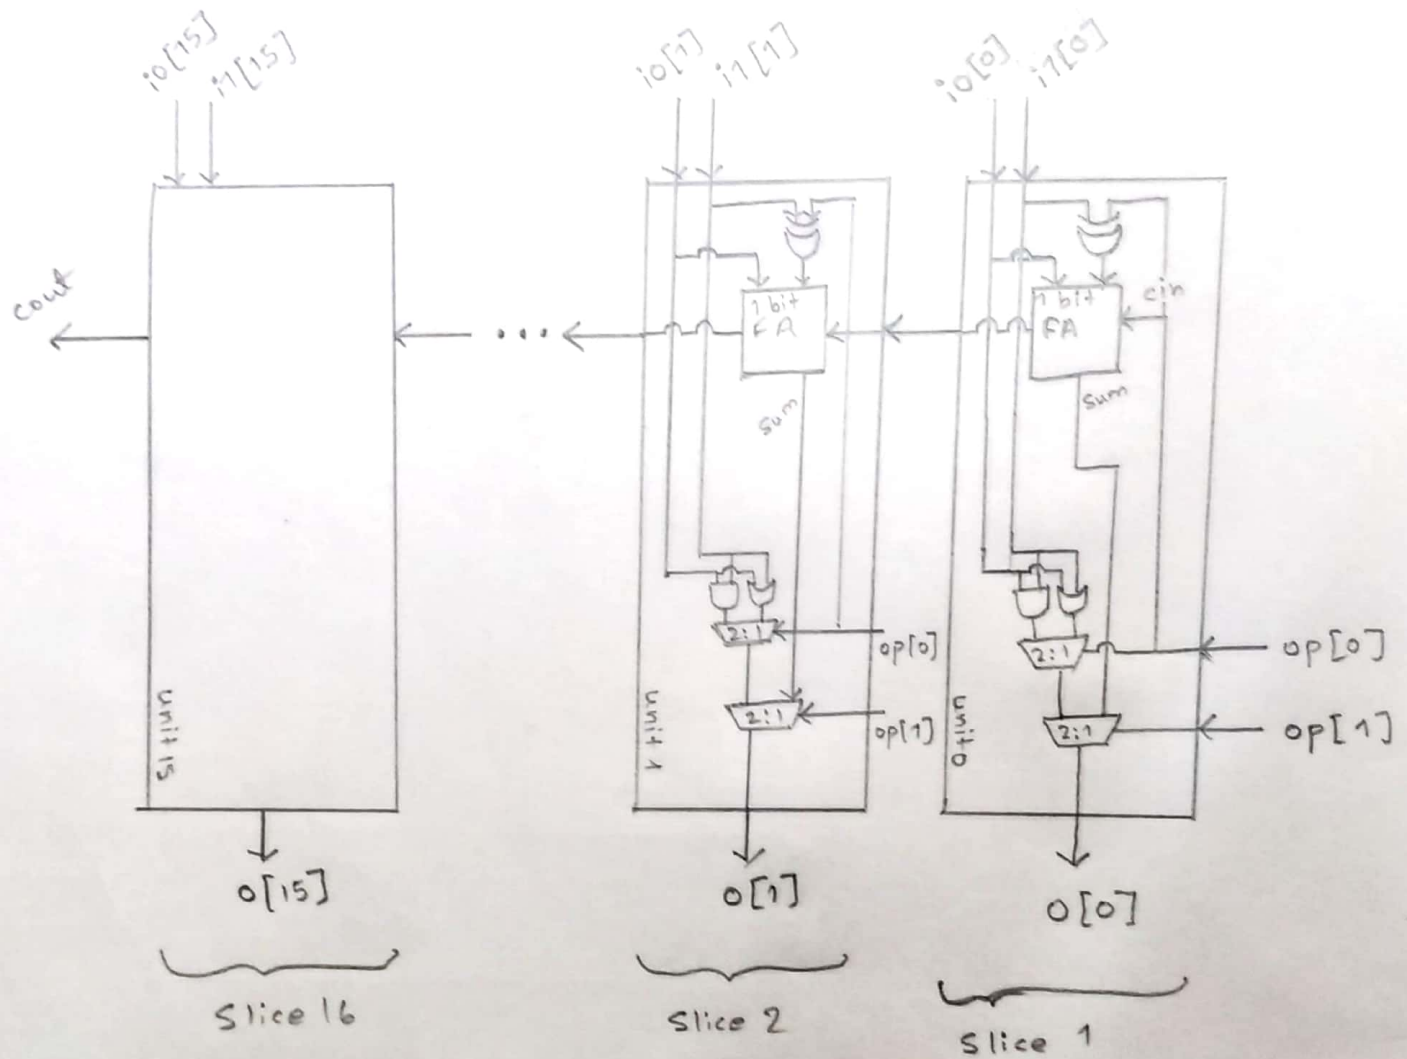 i0[15] i1[15]
i0[1] i1[1]
i0[0] i1[0]
cout
1 bit
FA
sum
2:1
op[0]
2:1
op[1]
unit 1
cin
1 bit
FA
sum
2:1
op[0]
2:1
op[1]
unit 0
unit 15
o[15]
o[1]
o[0]
Slice 16
Slice 2
Slice 1